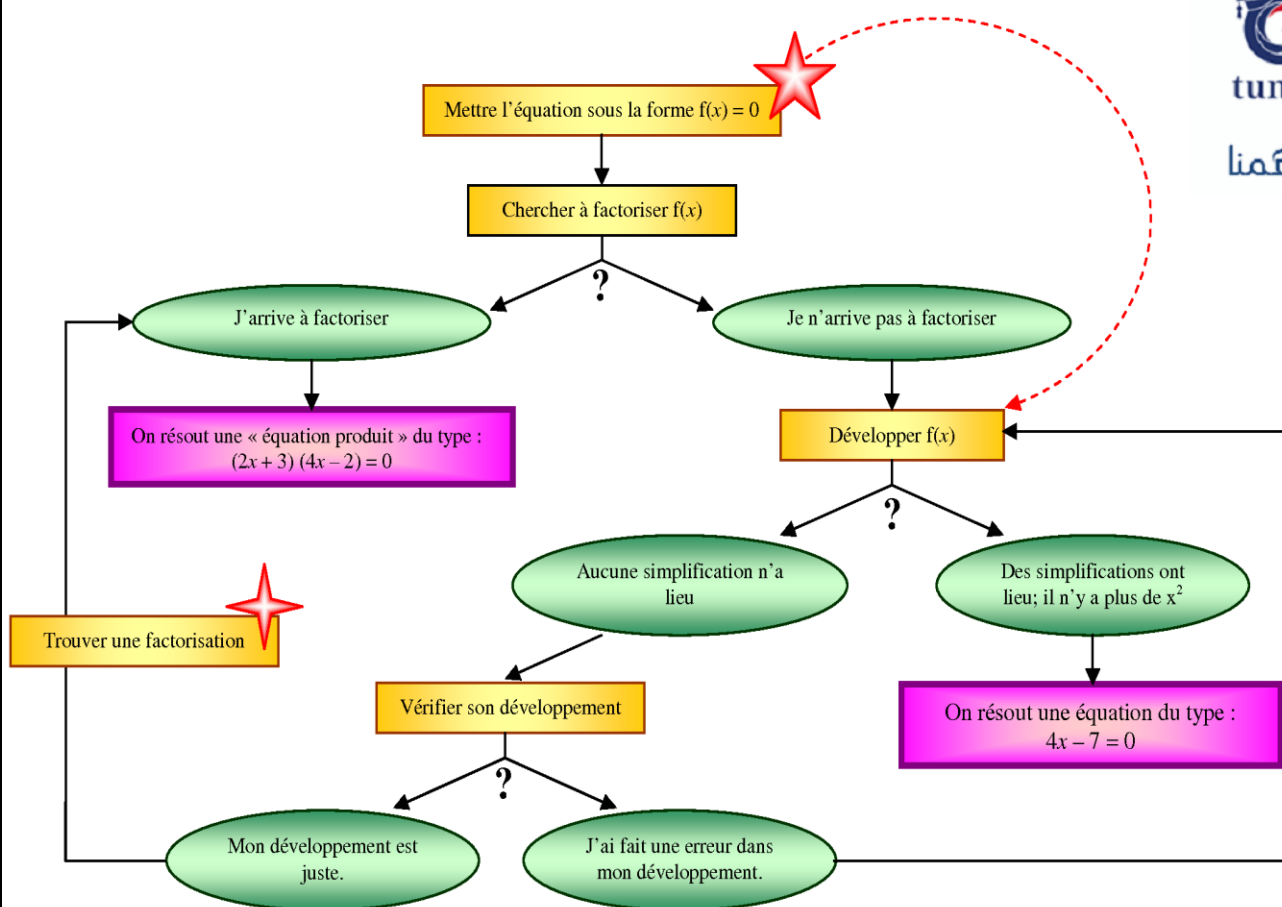 Mettre l'équation sous la forme f(x) = 0
Chercher à factoriser f(x)
?
J'arrive à factoriser
Je n'arrive pas à factoriser
On résout une « équation produit » du type :
(2x + 3) (4x – 2) = 0
Développer f(x)
?
Aucune simplification n'a
lieu
Des simplifications ont
lieu; il n'y a plus de x²
Trouver une factorisation
Vérifier son développement
On résout une équation du type :
4x – 7 = 0
?
Mon développement est
juste.
J'ai fait une erreur dans
mon développement.